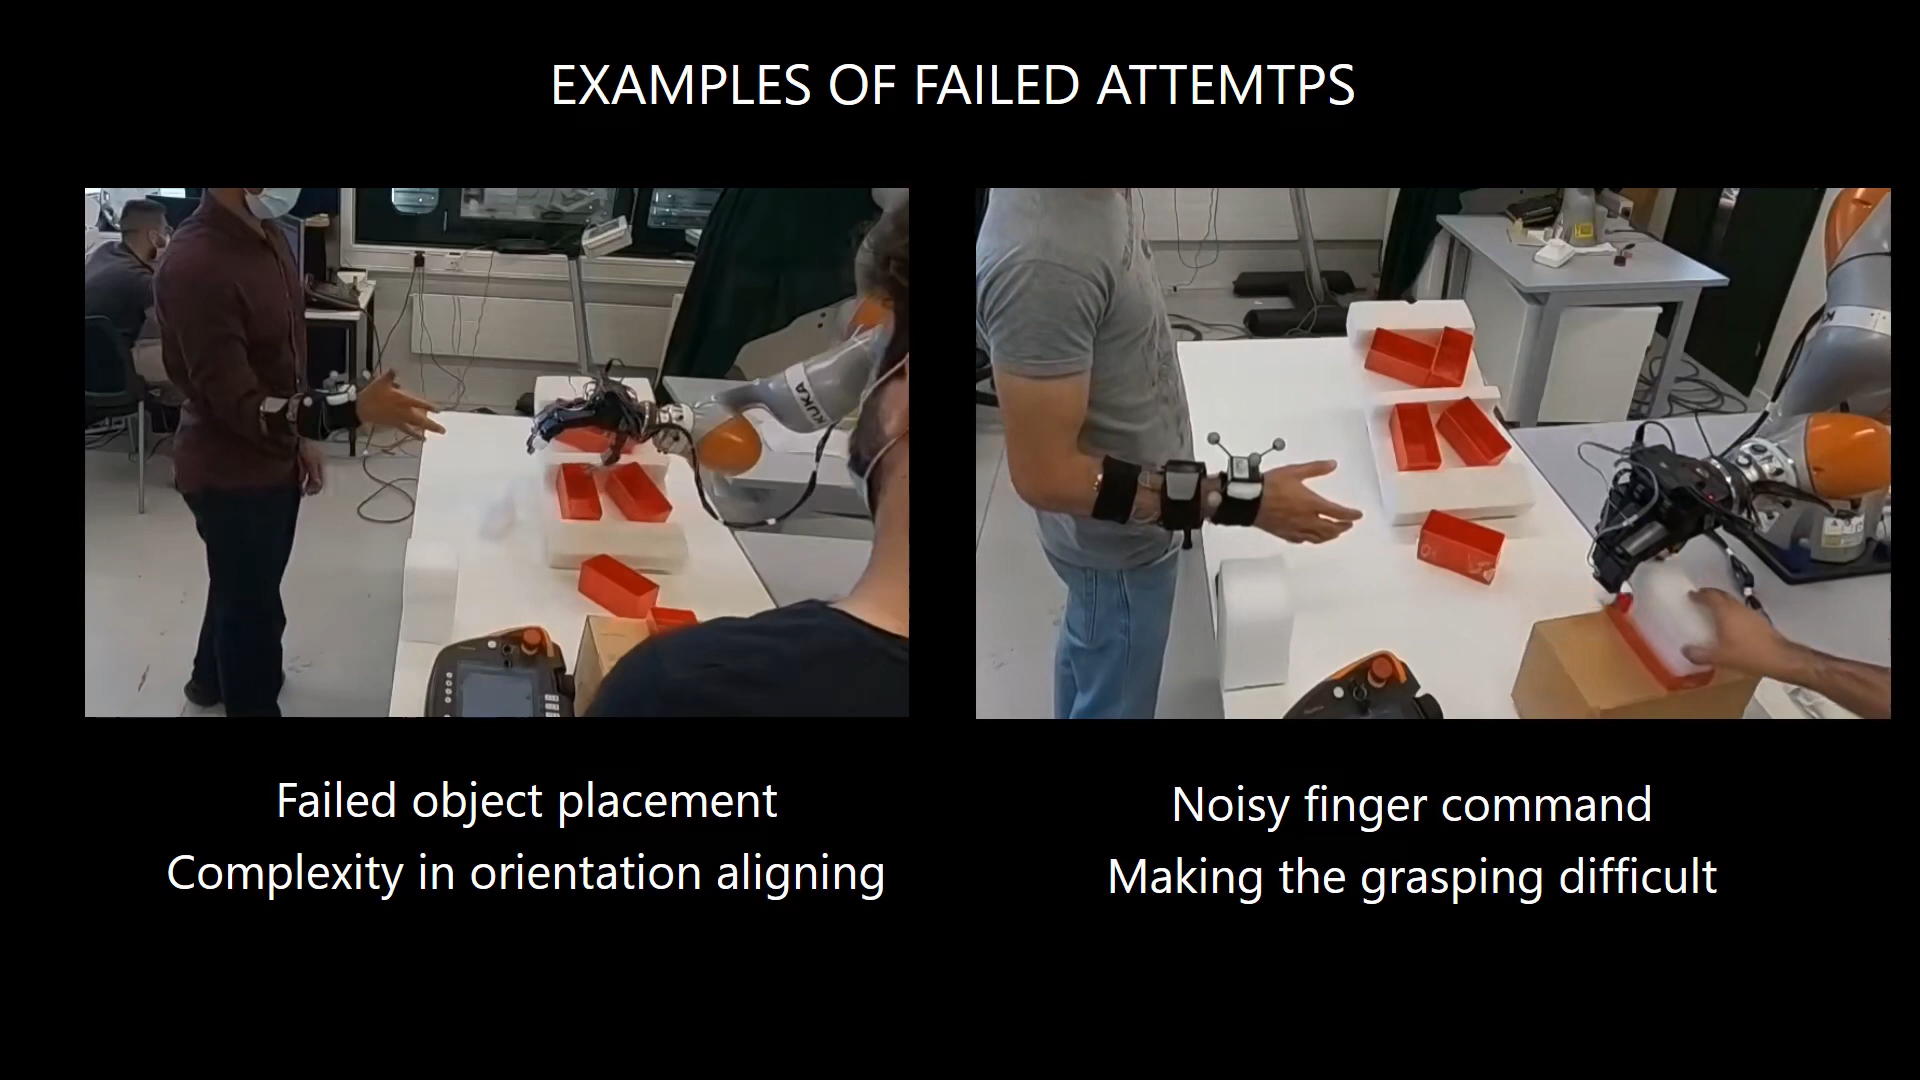 EXAMPLES OF FAILED ATTEMTPS
KUKA
Failed object placement
Complexity in orientation aligning
Noisy finger command
Making the grasping difficult